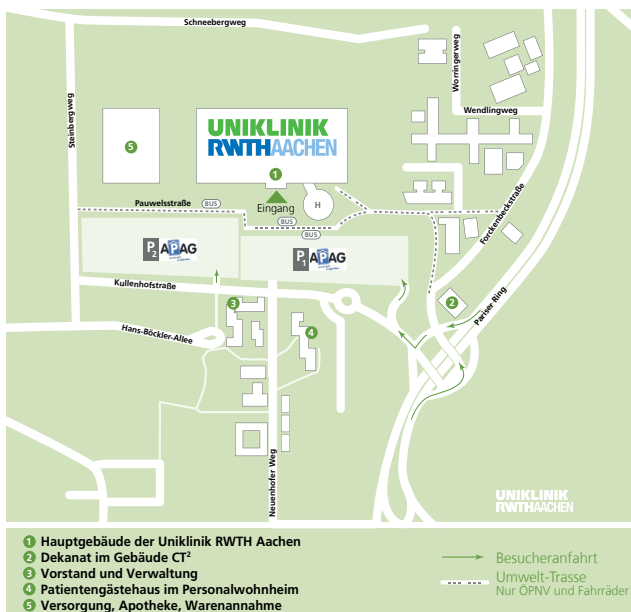 Schneebergweg
Steinbergweg
Worringerweg
Wendlingweg
5
UNIKLINIK
RWTHAACHEN
1
Eingang
H
Pauwelsstraße
BUS
BUS
BUS
Forckenbeckstraße
P2 APAG
P1 APAG
Kullenhofstraße
Pariser Ring
2
3
4
Hans-Böckler-Allee
Neuenhofer Weg
UNIKLINIK
RWTHAACHEN
1 Hauptgebäude der Uniklinik RWTH Aachen
2 Dekanat im Gebäude CT²
3 Vorstand und Verwaltung
4 Patientengästehaus im Personalwohnheim
5 Versorgung, Apotheke, Warenannahme
Besucheranfahrt
Umwelt-Trasse
Nur ÖPNV und Fahrräder